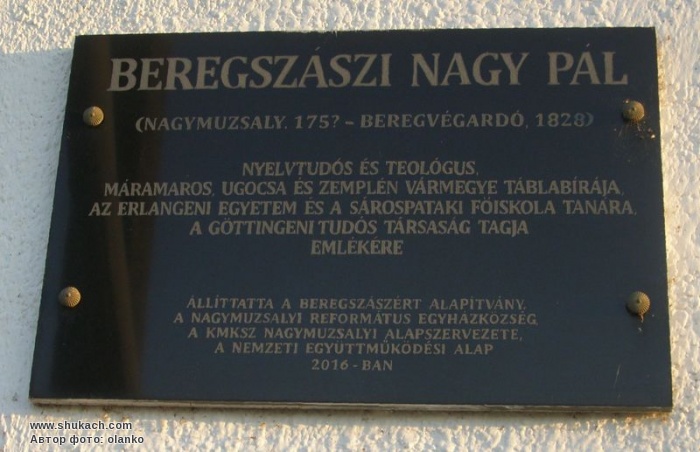 BEREGSZÁSZI NAGY PÁL
(NAGYMUZSALY, 175? – BEREGVÉGARDÓ, 1828)
NYELVTUDÓS ÉS TEOLÓGUS,
MÁRAMAROS, UGOCSA ÉS ZEMPLÉN VÁRMEGYE TÁBLABÍRÁJA,
AZ ERLANGENI EGYETEM ÉS A SÁROSPATAKI FŐISKOLA TANÁRA,
A GÖTTINGENI TUDÓS TÁRSASÁG TAGJA
EMLÉKÉRE
ÁLLÍTTATTA A BEREGSZÁSZÉRT ALAPÍTVÁNY,
A NAGYMUZSALYI REFORMÁTUS EGYHÁZKÖZSÉG,
A KMKSZ NAGYMUZSALYI ALAPSZERVEZETE,
A NEMZETI EGYÜTTMŰKÖDÉSI ALAP
2016-BAN
www.shukach.com
Автор фото: olanko